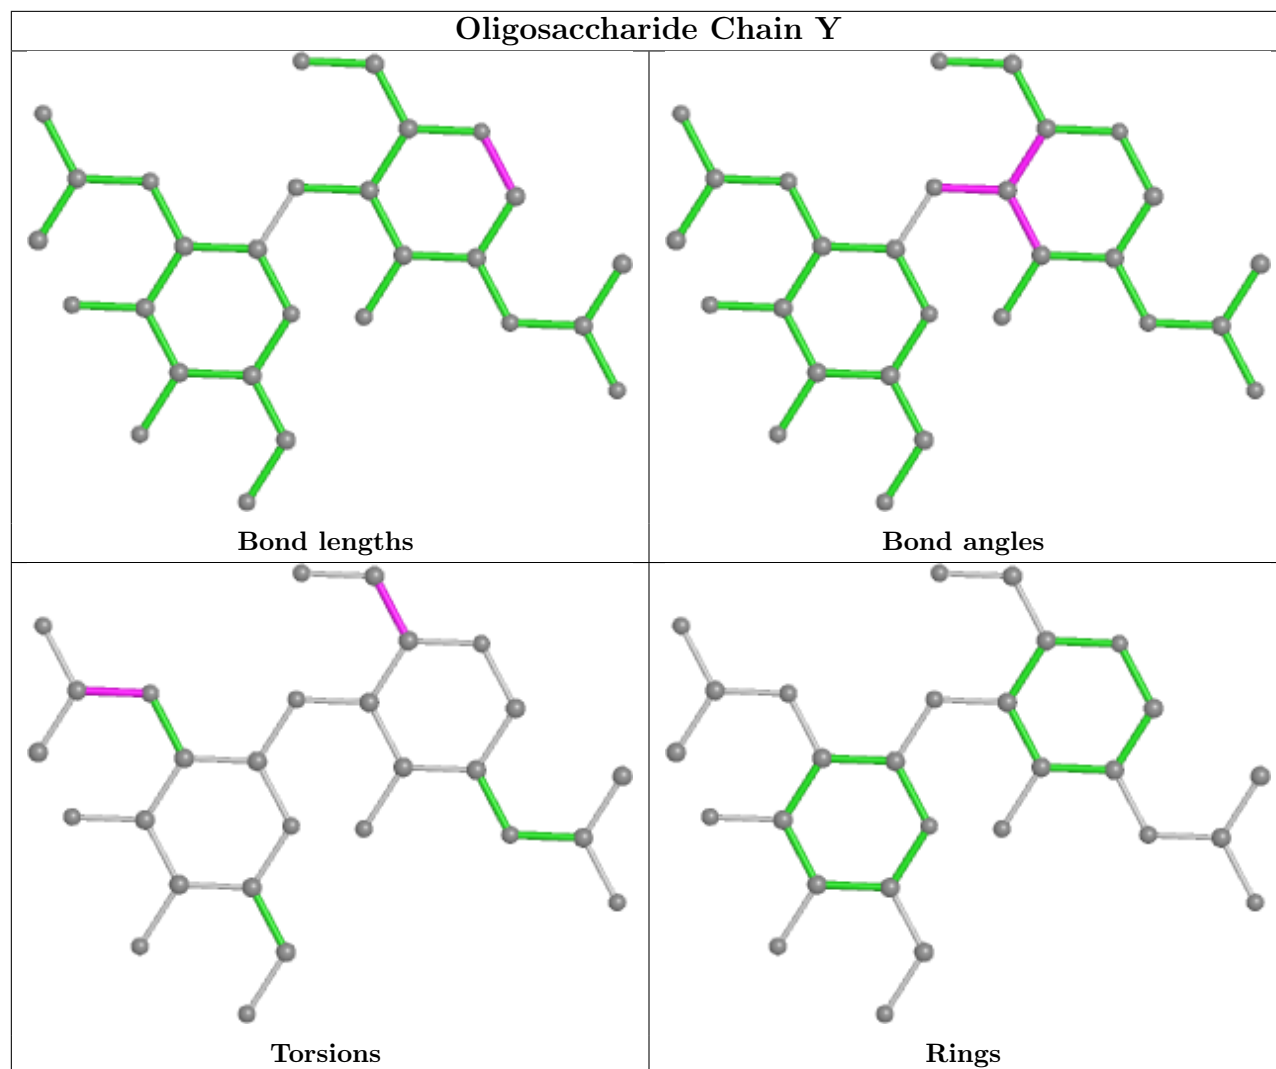 Oligosaccharide Chain Y
Bond lengths
Bond angles
Torsions
Rings